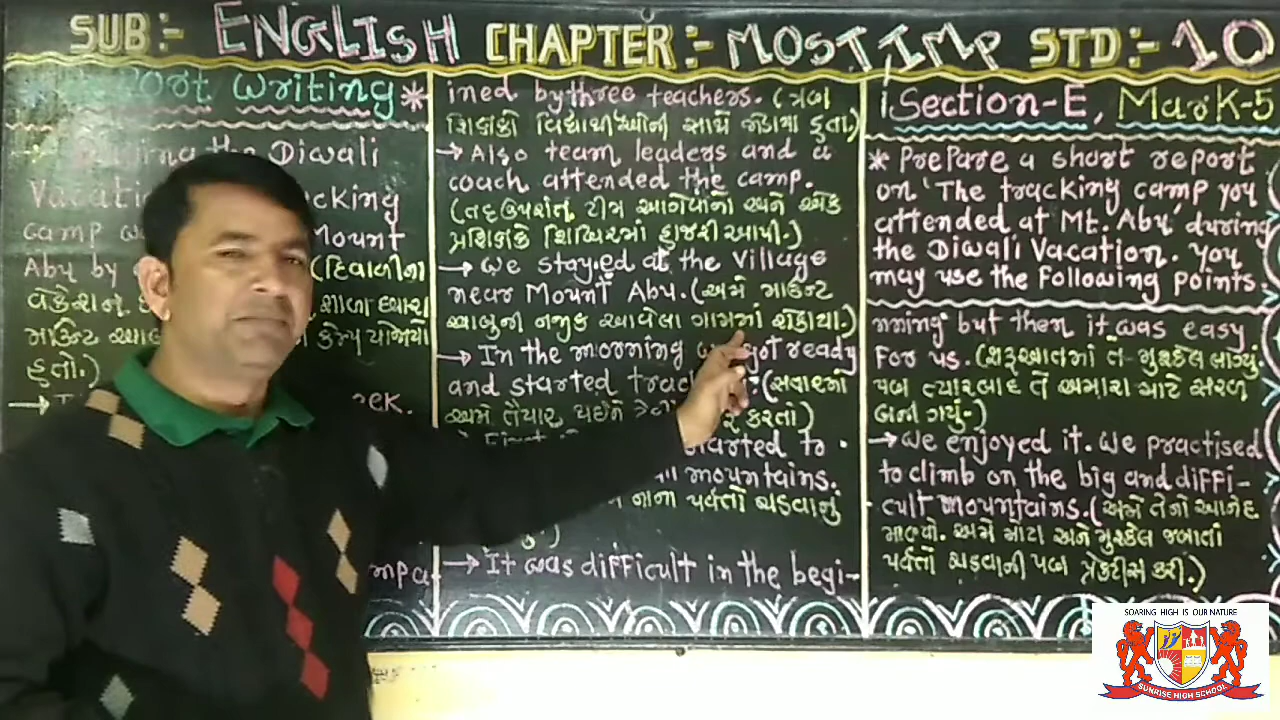 SUB:- ENGLISH CHAPTER:- MOST, IMP STD:- 10
Writing *
the Diwali
cking
camp Mount
Abu by (દિવાળીના
શાળા દ્વારા
કેમ્પ યોજાયો
હતો.)
ined by three teachers. (ત્રણ
શિક્ષકો વિદ્યાર્થીઓની સાથે જોડાયા હતા.)
→ Also team leaders and a
coach attended the camp.
(તદ્ઉપરાંત, ટીમ આગેવાનો અને એક
પ્રશિક્ષકે શિબિરમાં હાજરી આપી.)
→ We stayed at the village
near Mount Abu. (અમે માઉન્ટ
આબુની નજીક આવેલા ગામમાં રોકાયા.)
→ In the morning got ready
and started (સવારમાં
અમે તૈયાર થઈને કરતા)
started to
mountains.
નાના પર્વતો ચડવાનું
→ It was difficult in the begi-
Section-E, Mark-5
* Prepare a short report
on 'The tracking camp you
attended at Mt. Abu' during
the Diwali Vacation. You
may use the Following points.
nning but then it was easy
For us. (શરૂઆતમાં તે મુશ્કેલ લાગ્યું.
પણ ત્યારબાદ તે અમારા માટે સરળ
બની ગયું.)
→ We enjoyed it. We practised
to climb on the big and diffi-
cult mountains. (અમે તેનો આનંદ
માણ્યો. અમે મોટા અને મુશ્કેલ જણાતાં
પર્વતો ચડવાની પણ પ્રેક્ટીસ કરી.)
SOARING HIGH IS OUR NATURE
SUNRISE HIGH SCHOOL